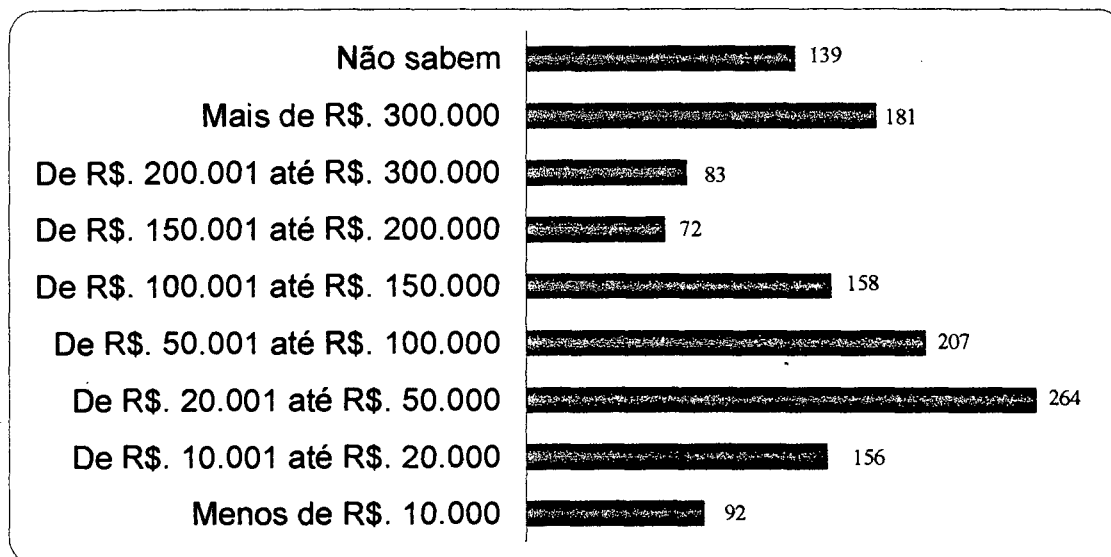 Não sabem 139
Mais de R$. 300.000 181
De R$. 200.001 até R$. 300.000 83
De R$. 150.001 até R$. 200.000 72
De R$. 100.001 até R$. 150.000 158
De R$. 50.001 até R$. 100.000 207
De R$. 20.001 até R$. 50.000 264
De R$. 10.001 até R$. 20.000 156
Menos de R$. 10.000 92